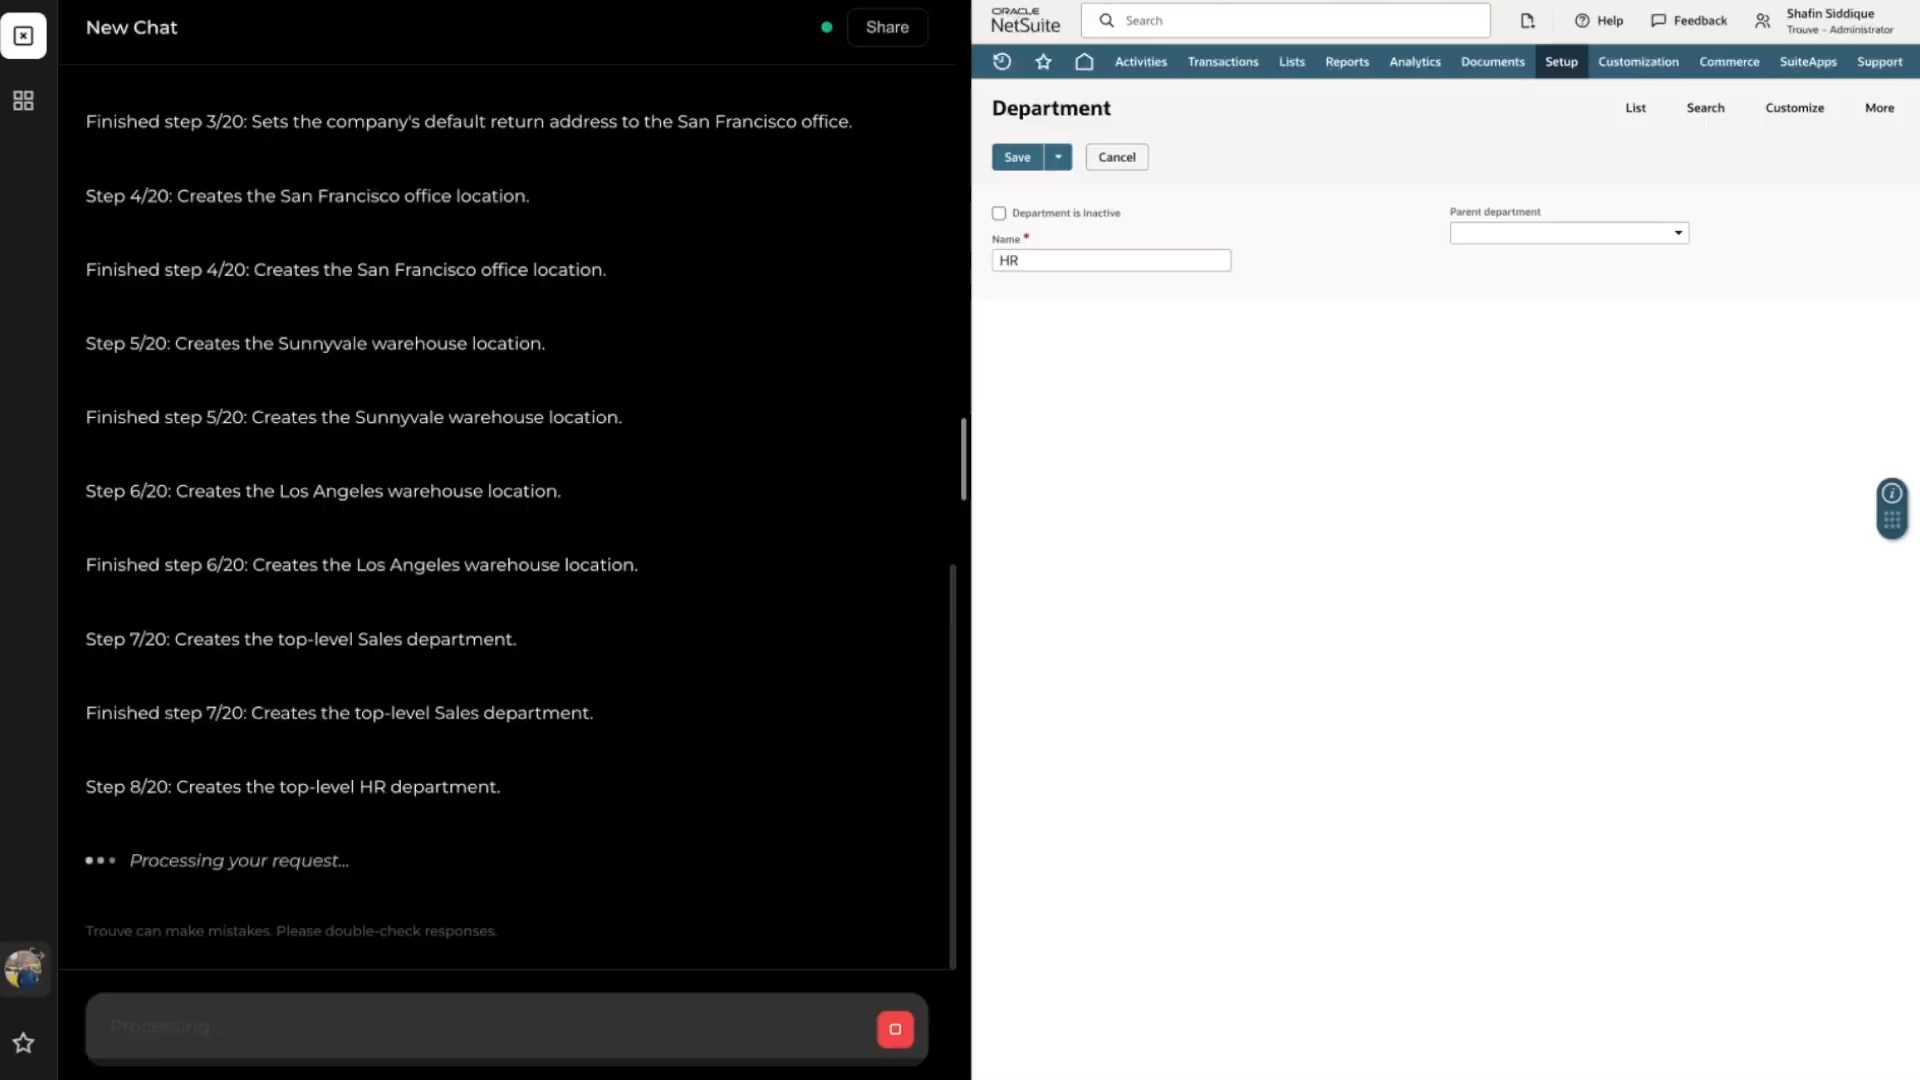 New Chat
Share
Finished step 3/20: Sets the company's default return address to the San Francisco office.
Step 4/20: Creates the San Francisco office location.
Finished step 4/20: Creates the San Francisco office location.
Step 5/20: Creates the Sunnyvale warehouse location.
Finished step 5/20: Creates the Sunnyvale warehouse location.
Step 6/20: Creates the Los Angeles warehouse location.
Finished step 6/20: Creates the Los Angeles warehouse location.
Step 7/20: Creates the top-level Sales department.
Finished step 7/20: Creates the top-level Sales department.
Step 8/20: Creates the top-level HR department.
Processing your request...
Trouve can make mistakes. Please double-check responses.
Processing
ORACLE
NetSuite
Search
Help
Feedback
Shafin Siddique
Trouve - Administrator
Activities Transactions Lists Reports Analytics Documents Setup Customization Commerce SuiteApps Support
Department
List Search Customize More
Save
Cancel
Department is Inactive
Parent department
Name *
HR